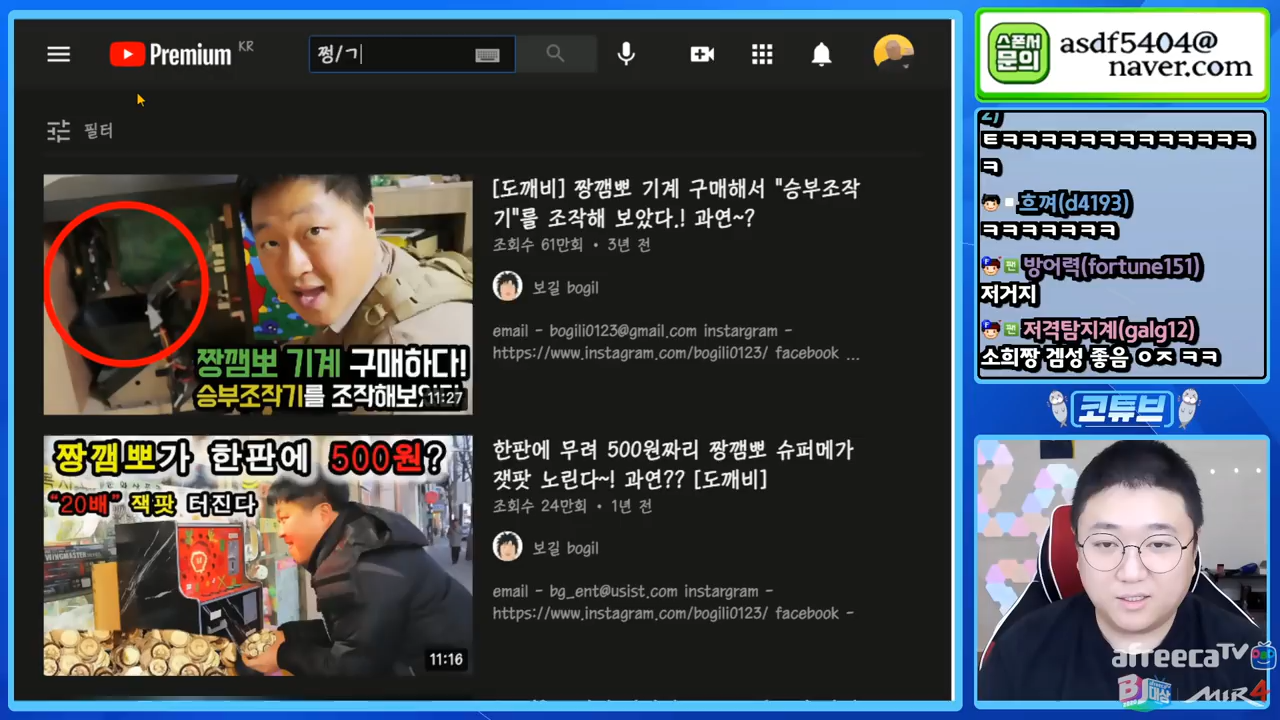 Premium KR
쩡/ㄱ
필터
[도깨비] 짱깸뽀 기계 구매해서 "승부조작
기"를 조작해 보았다.! 과연~?
조회수 61만회 • 3년 전
보길 bogil
email - bogili0123@gmail.com instargram -
https://www.instagram.com/bogili0123/ facebook ...
짱깸뽀 기계 구매하다!
승부조작기를 조작해보
11:27
한판에 무려 500원짜리 짱깸뽀 슈퍼메가
잿팟 노린다~! 과연?? [도깨비]
조회수 24만회 • 1년 전
보길 bogil
email - bg_ent@usist.com instargram -
https://www.instagram.com/bogili0123/ facebook -
짱깸뽀가 한판에 500원?
"20배" 잭팟 터진다
11:16
스폰서
문의
asdf5404@
naver.com
2)
ㅌㅋㅋㅋㅋㅋㅋㅋㅋㅋㅋㅋㅋㅋ
ㅋ
흐껴(d4193)
ㅋㅋㅋㅋㅋㅋㅋ
팬 방어력(fortune151)
저거지
팬 저격탐지계(galg12)
소희짱 겜성 좋음 ㅇㅈ ㅋㅋ
코튜브
afreecaTV
BJ대상
MIR4